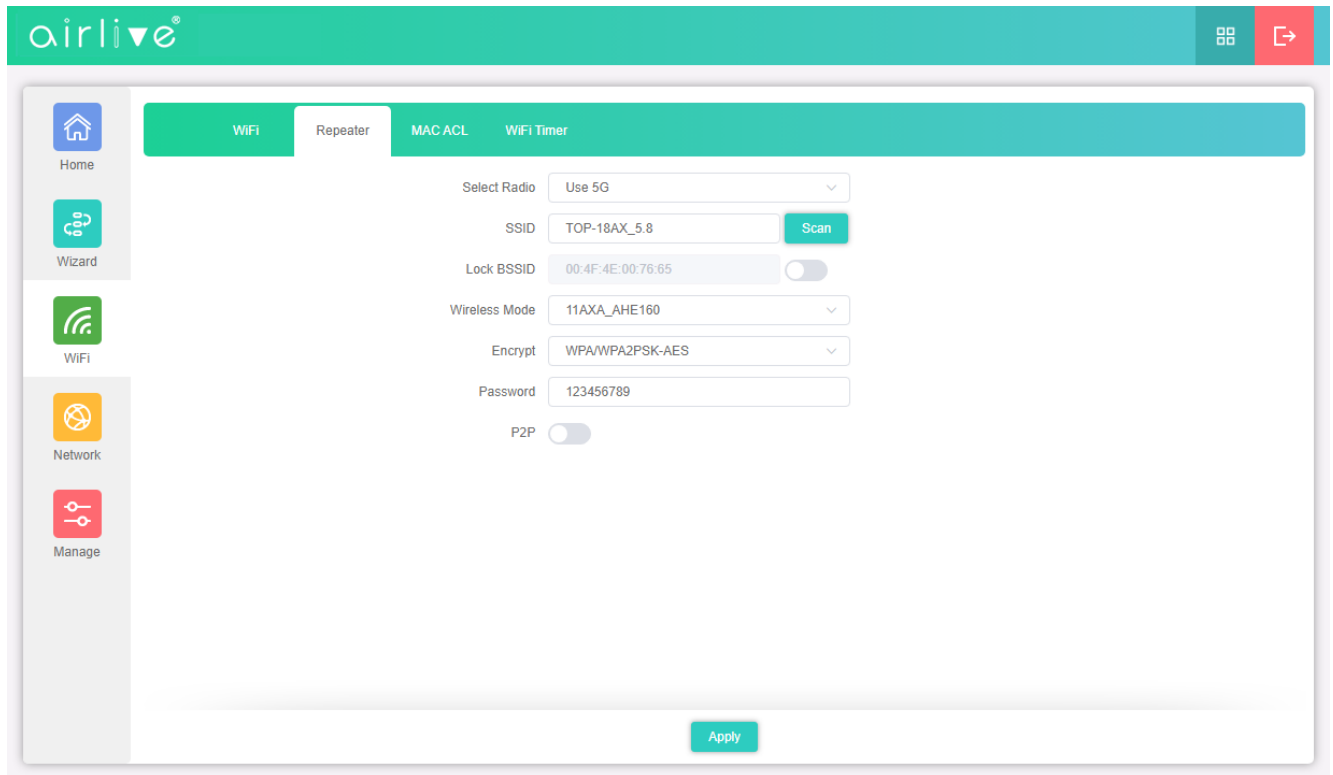 airlive®
Home
Wizard
WiFi
Network
Manage
WiFi Repeater MAC ACL WiFi Timer
Select Radio Use 5G
SSID TOP-18AX_5.8 Scan
Lock BSSID 00:4F:4E:00:76:65
Wireless Mode 11AXA_AHE160
Encrypt WPA/WPA2PSK-AES
Password 123456789
P2P
Apply